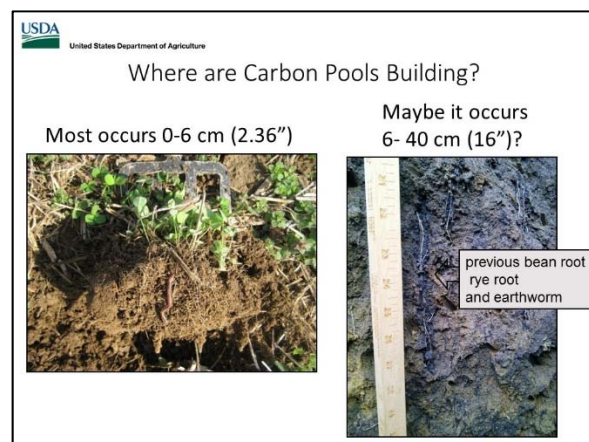 USDA
United States Department of Agriculture
Where are Carbon Pools Building?
Most occurs 0-6 cm (2.36”)
Maybe it occurs
6- 40 cm (16”)?
previous bean root
rye root
and earthworm